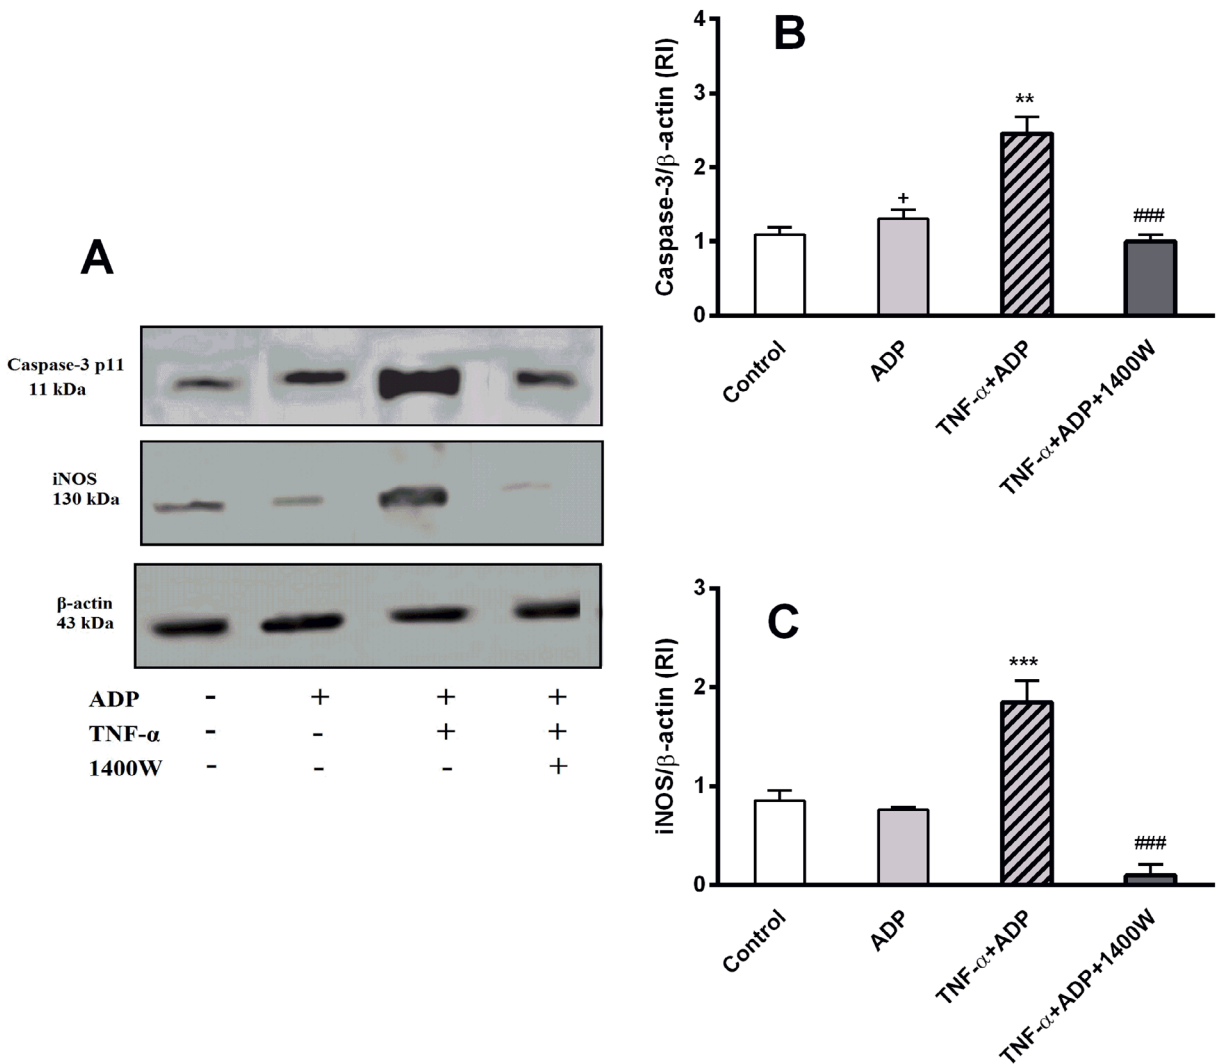 A
Caspase-3 p11
11 kDa
iNOS
130 kDa
β-actin
43 kDa
ADP - + + +
TNF-α - - + +
1400W - - - +
B
Caspase-3/β-actin (RI)
4
3
2
1
0
+
**
###
Control
ADP
TNF-α+ADP
TNF-α+ADP+1400W
C
iNOS/β-actin (RI)
3
2
1
0
***
###
Control
ADP
TNF-α+ADP
TNF-α+ADP+1400W